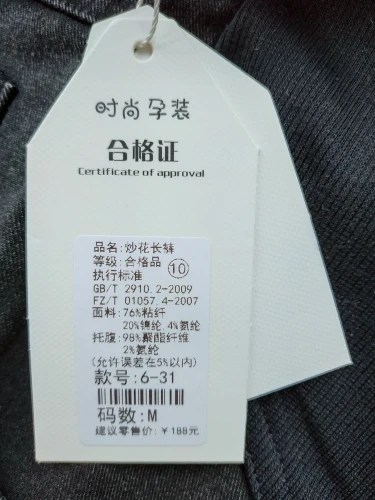 时尚孕装
合格证
Certificate of approval
品名:炒花长裤
等级:合格品 ⑩
执行标准
GB/T 2910.2-2009
FZ/T 01057.4-2007
面料:76%粘纤
20%锦纶,4%氨纶
托腹:98%聚酯纤维
2%氨纶
(允许误差在5%以内)
款号:6-31
码数:M
建议零售价:¥188元